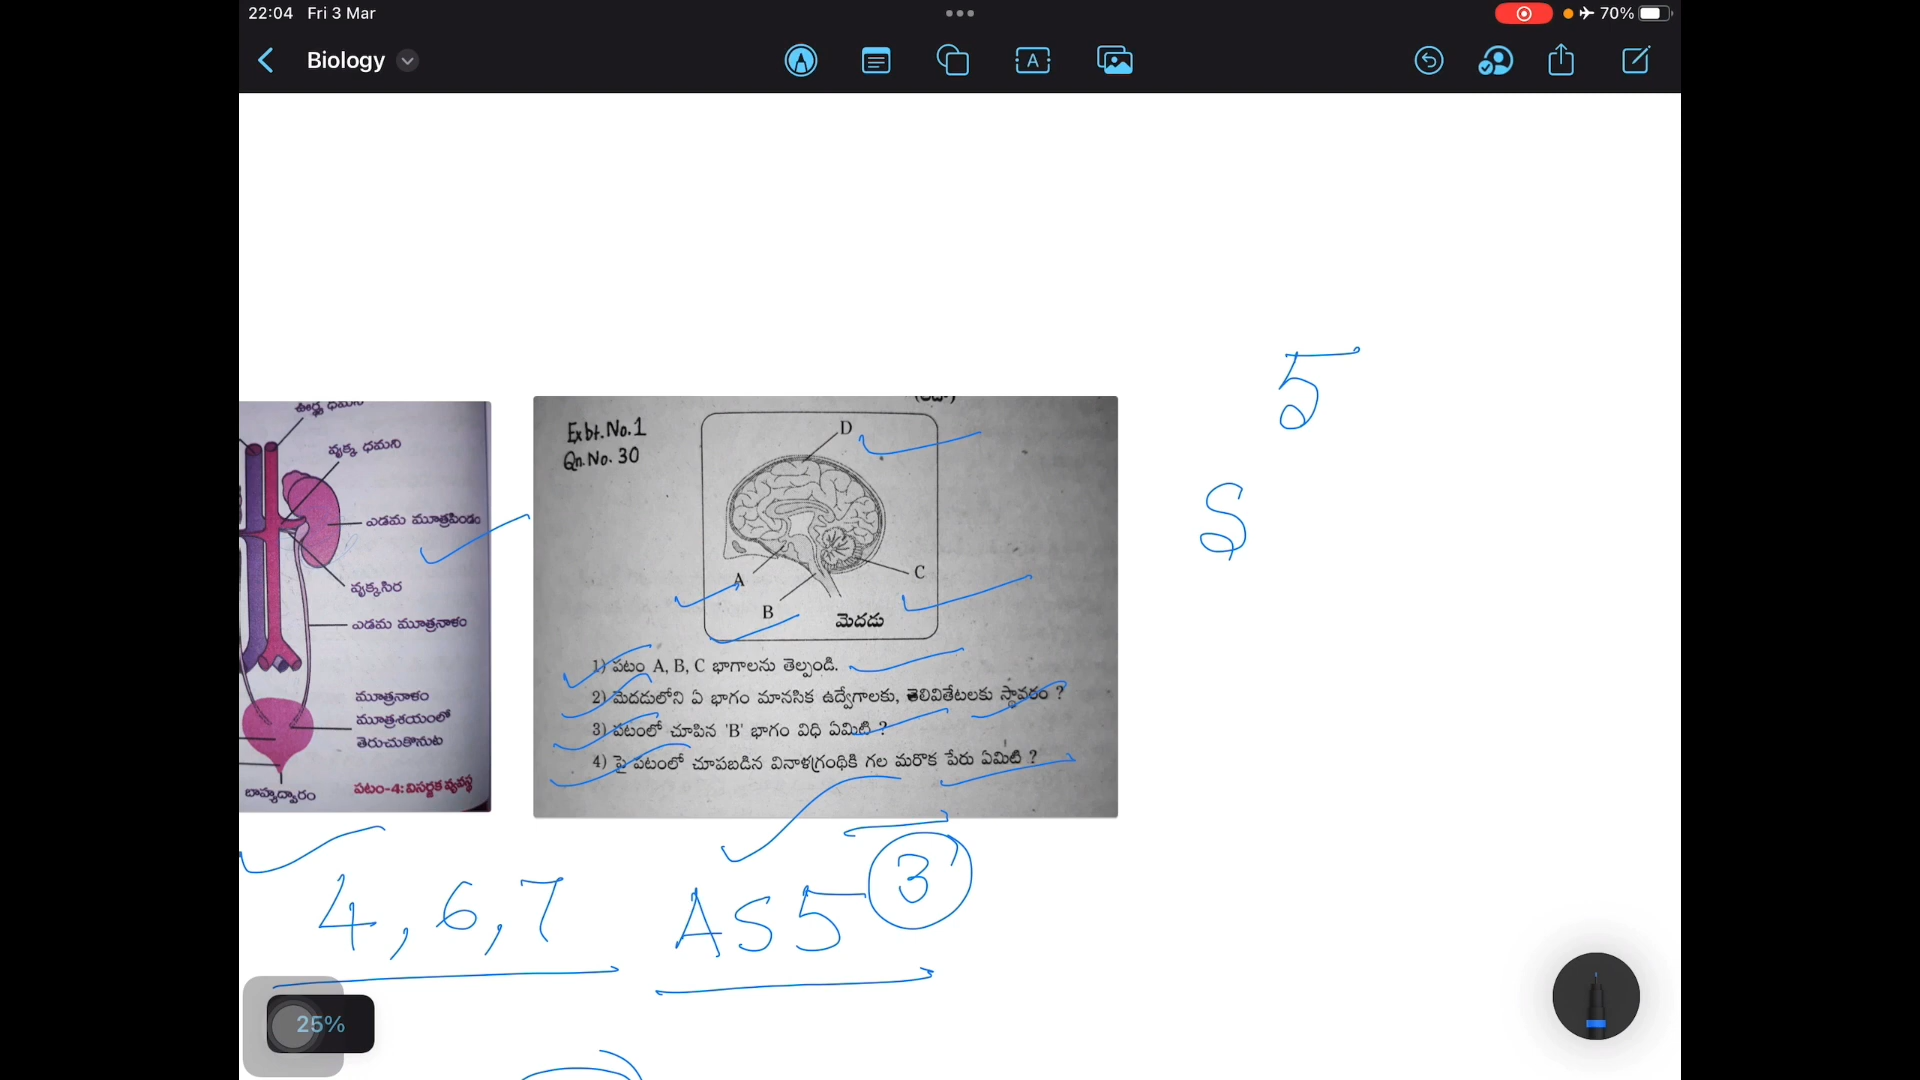 22:04 Fri 3 Mar
70%
Biology
A
ఊర్ధ్వ ధమని
వృక్క ధమని
ఎడమ మూత్రపిండం
వృక్కసిర
ఎడమ మూత్రనాళం
మూత్రనాళం
మూత్రాశయంలో
తెరుచుకొనుట
బాహ్యద్వారం
పటం-4: విసర్జక వ్యవస్థ
Exbt.No.1
Qn.No. 30
D
C
A
B
మెదడు
1) పటం A, B, C భాగాలను తెల్పండి.
2) మెదడులోని ఏ భాగం మానసిక ఉద్వేగాలకు, తెలివితేటలకు స్థావరం ?
3) పటంలో చూపిన 'B' భాగం విధి ఏమిటి ?
4) పై పటంలో చూపబడిన వినాళగ్రంథికి గల మరొక పేరు ఏమిటి ?
5
S
4, 6, 7
AS5
3
25%